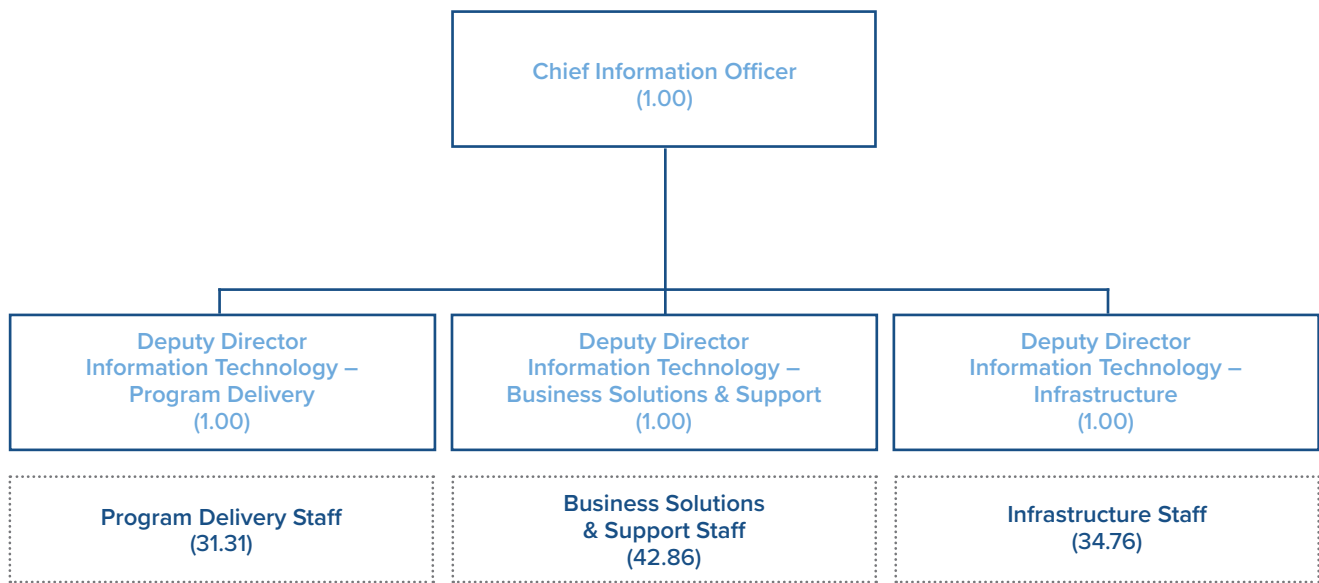 Chief Information Officer
(1.00)
Deputy Director
Information Technology –
Program Delivery
(1.00)
Deputy Director
Information Technology –
Business Solutions & Support
(1.00)
Deputy Director
Information Technology –
Infrastructure
(1.00)
Program Delivery Staff
(31.31)
Business Solutions
& Support Staff
(42.86)
Infrastructure Staff
(34.76)